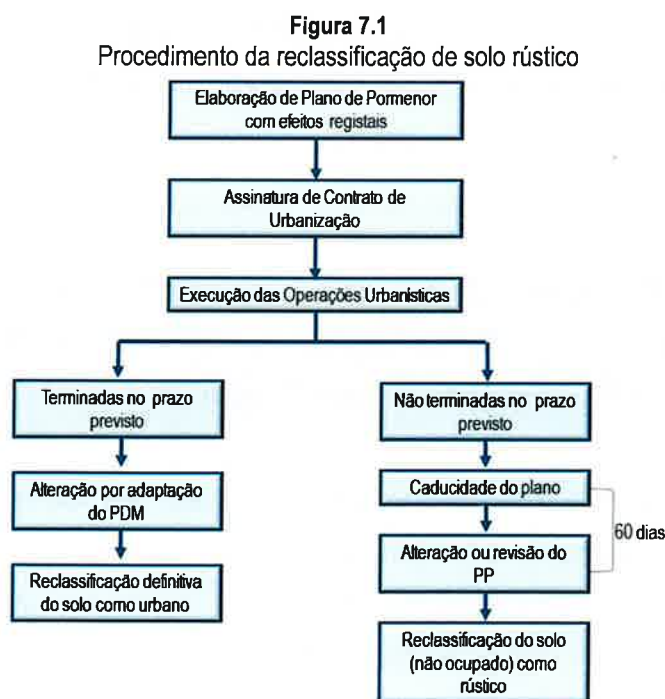 Figura 7.1
Procedimento da reclassificação de solo rústico
Elaboração de Plano de Pormenor
com efeitos registais
Assinatura de Contrato de
Urbanização
Execução das Operações Urbanísticas
Terminadas no prazo
previsto
Alteração por adaptação
do PDM
Reclassificação definitiva
do solo como urbano
Não terminadas no prazo
previsto
Caducidade do plano
60 dias
Alteração ou revisão do
PP
Reclassificação do solo
(não ocupado) como
rústico